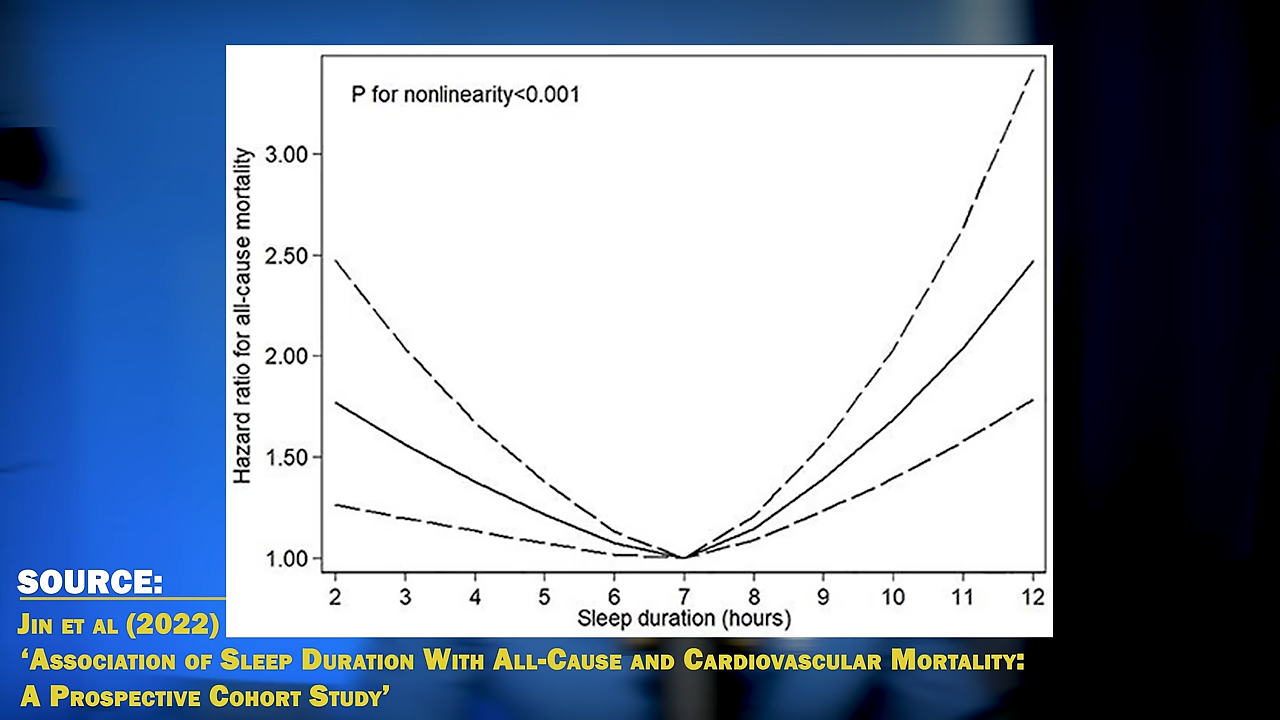 P for nonlinearity<0.001
Hazard ratio for all-cause mortality
3.00
2.50
2.00
1.50
1.00
2 3 4 5 6 7 8 9 10 11 12
Sleep duration (hours)
SOURCE:
JIN ET AL (2022)
‘ASSOCIATION OF SLEEP DURATION WITH ALL-CAUSE AND CARDIOVASCULAR MORTALITY:
A PROSPECTIVE COHORT STUDY’